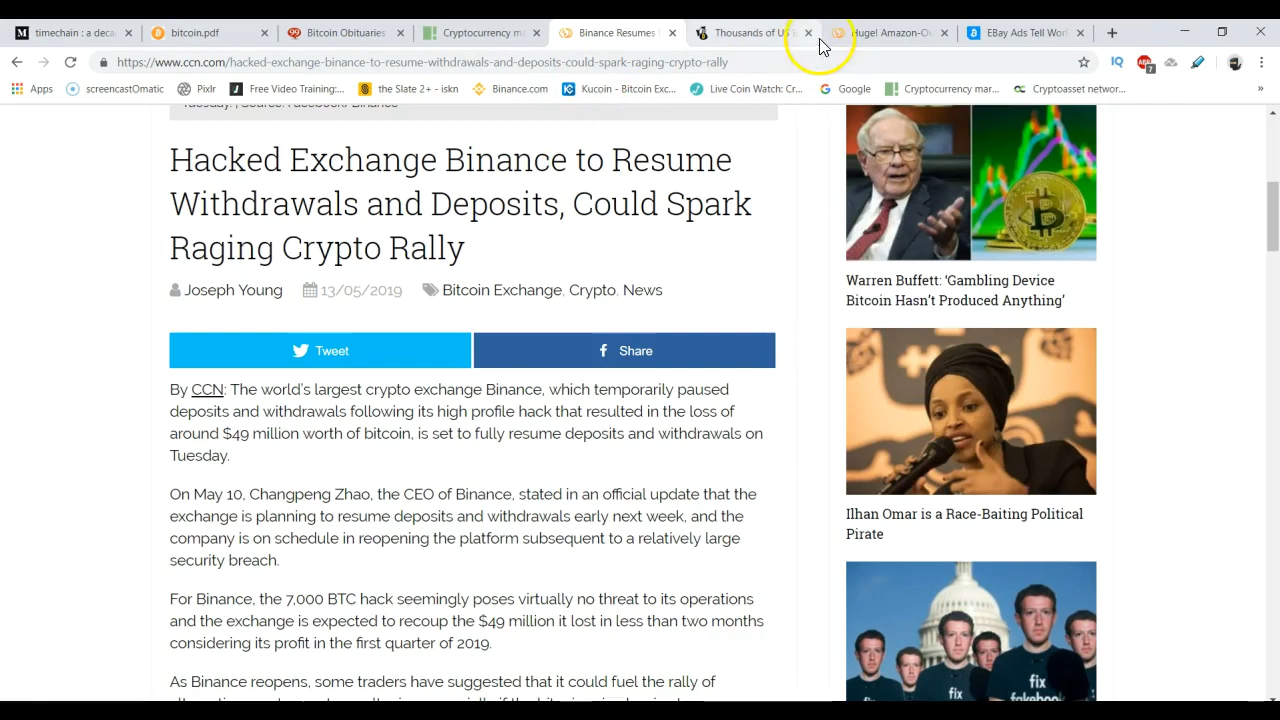 timechain : a deca
bitcoin.pdf
Bitcoin Obituaries
Cryptocurrency ma
Binance Resumes
Thousands of US
Huge! Amazon-Ow
EBay Ads Tell Work
https://www.ccn.com/hacked-exchange-binance-to-resume-withdrawals-and-deposits-could-spark-raging-crypto-rally
IQ
ABP
7
Apps
screencastOmatic
Pixlr
Free Video Training:...
the Slate 2+ - iskn
Binance.com
Kucoin - Bitcoin Exc...
Live Coin Watch: Cr...
Google
Cryptocurrency mar...
Cryptoasset networ...
»
Tuesday. | Source: Facebook/ Binance
Hacked Exchange Binance to Resume
Withdrawals and Deposits, Could Spark
Raging Crypto Rally
Joseph Young 13/05/2019 Bitcoin Exchange, Crypto, News
Tweet
Share
By CCN: The world's largest crypto exchange Binance, which temporarily paused
deposits and withdrawals following its high profile hack that resulted in the loss of
around $49 million worth of bitcoin, is set to fully resume deposits and withdrawals on
Tuesday.
On May 10, Changpeng Zhao, the CEO of Binance, stated in an official update that the
exchange is planning to resume deposits and withdrawals early next week, and the
company is on schedule in reopening the platform subsequent to a relatively large
security breach.
For Binance, the 7,000 BTC hack seemingly poses virtually no threat to its operations
and the exchange is expected to recoup the $49 million it lost in less than two months
considering its profit in the first quarter of 2019.
As Binance reopens, some traders have suggested that it could fuel the rally of
Warren Buffett: ‘Gambling Device
Bitcoin Hasn’t Produced Anything’
Ilhan Omar is a Race-Baiting Political
Pirate
fix
fakebook
fix